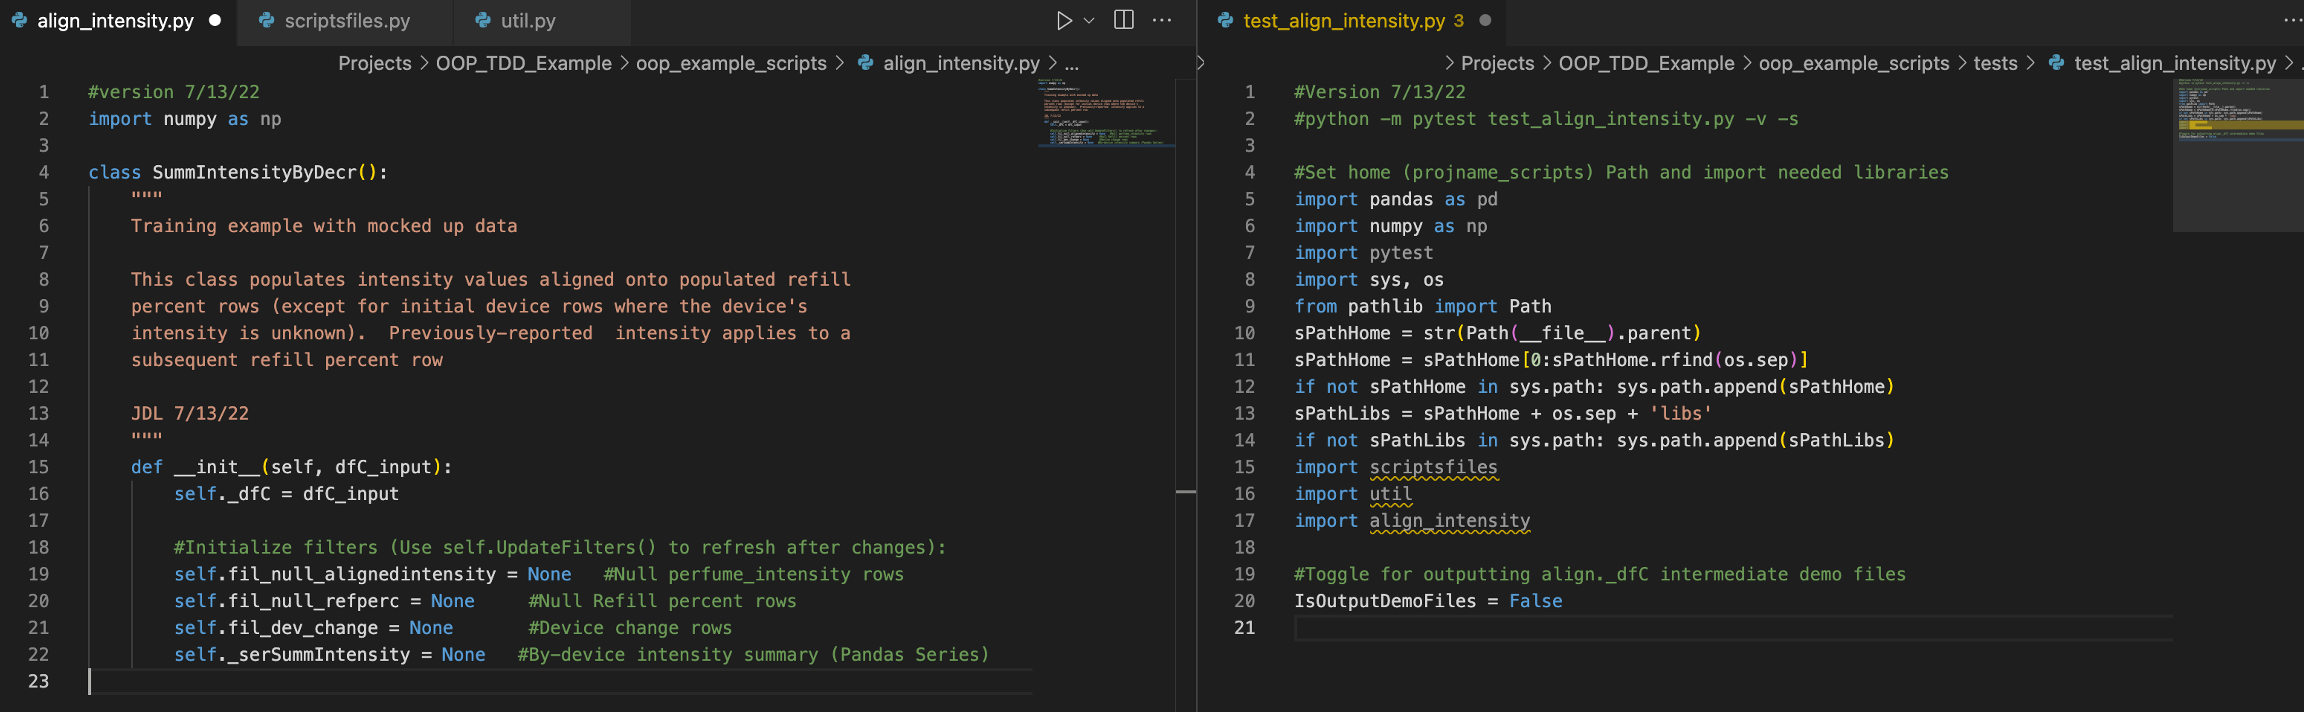 align_intensity.py
scriptsfiles.py
util.py
Projects > OOP_TDD_Example > oop_example_scripts > align_intensity.py > ...
1 #version 7/13/22
2 import numpy as np
3
4 class SummIntensityByDecr():
5 """
6 Training example with mocked up data
7
8 This class populates intensity values aligned onto populated refill
9 percent rows (except for initial device rows where the device's
10 intensity is unknown).  Previously-reported  intensity applies to a
11 subsequent refill percent row
12
13 JDL 7/13/22
14 """
15 def __init__(self, dfC_input):
16 self._dfC = dfC_input
17
18 #Initialize filters (Use self.UpdateFilters() to refresh after changes):
19 self.fil_null_alignedintensity = None   #Null perfume_intensity rows
20 self.fil_null_refperc = None     #Null Refill percent rows
21 self.fil_dev_change = None       #Device change rows
22 self._serSummIntensity = None   #By-device intensity summary (Pandas Series)
23
test_align_intensity.py 3
> Projects > OOP_TDD_Example > oop_example_scripts > tests > test_align_intensity.py >
1 #Version 7/13/22
2 #python -m pytest test_align_intensity.py -v -s
3
4 #Set home (projname_scripts) Path and import needed libraries
5 import pandas as pd
6 import numpy as np
7 import pytest
8 import sys, os
9 from pathlib import Path
10 sPathHome = str(Path(__file__).parent)
11 sPathHome = sPathHome[0:sPathHome.rfind(os.sep)]
12 if not sPathHome in sys.path: sys.path.append(sPathHome)
13 sPathLibs = sPathHome + os.sep + 'libs'
14 if not sPathLibs in sys.path: sys.path.append(sPathLibs)
15 import scriptsfiles
16 import util
17 import align_intensity
18
19 #Toggle for outputting align._dfC intermediate demo files
20 IsOutputDemoFiles = False
21